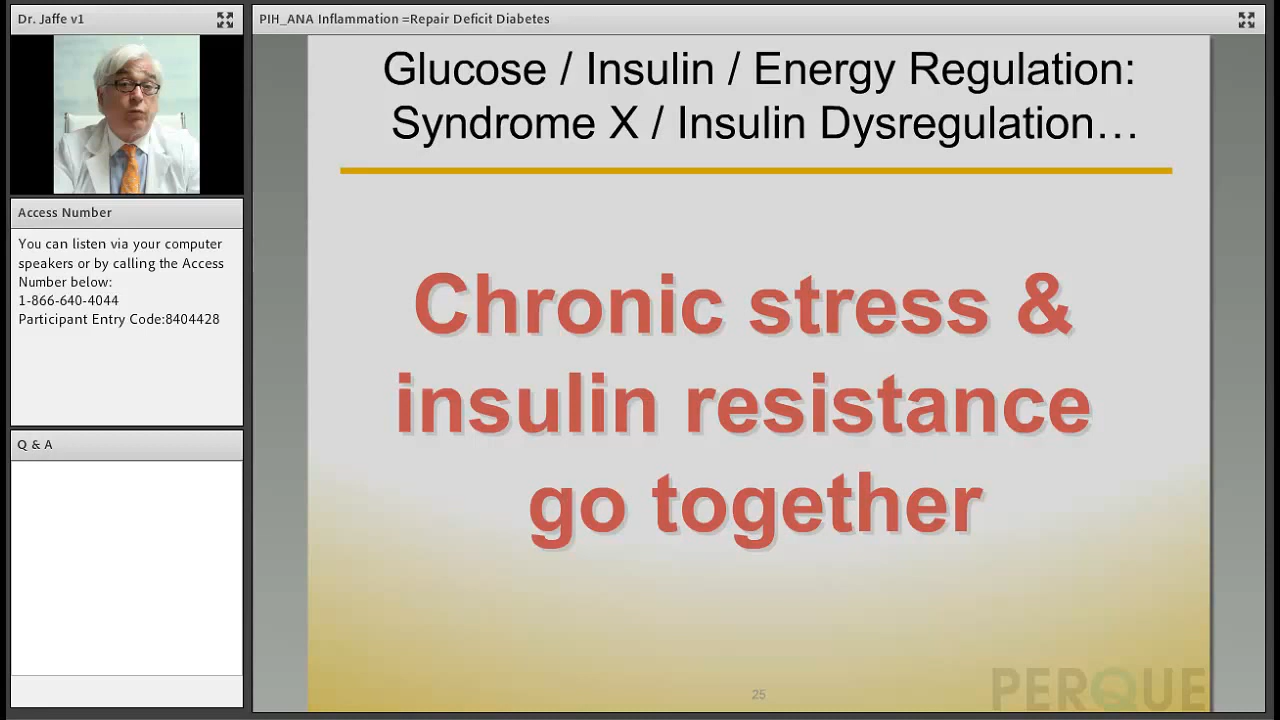 Dr. Jaffe v1
PIH_ANA Inflammation =Repair Deficit Diabetes
Access Number
You can listen via your computer
speakers or by calling the Access
Number below:
1-866-640-4044
Participant Entry Code:8404428
Q & A
Glucose / Insulin / Energy Regulation:
Syndrome X / Insulin Dysregulation…
Chronic stress &
insulin resistance
go together
25
PERQUE